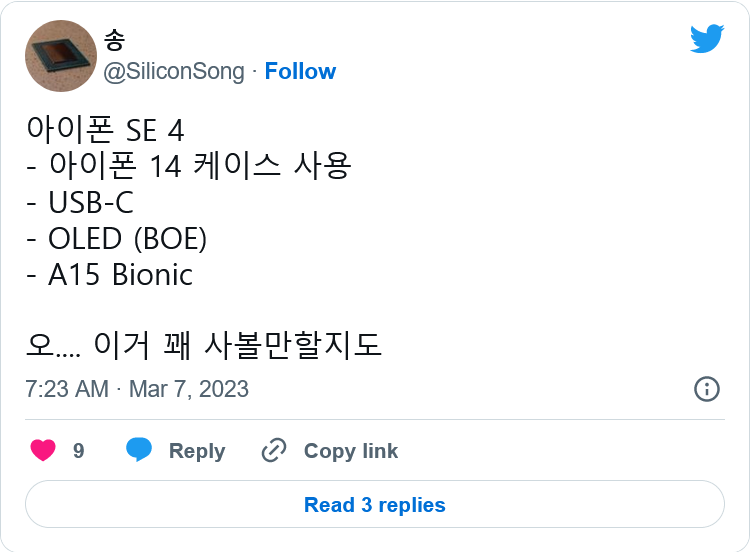 송
@SiliconSong · Follow
아이폰 SE 4
- 아이폰 14 케이스 사용
- USB-C
- OLED (BOE)
- A15 Bionic
오.... 이거 꽤 사볼만할지도
7:23 AM · Mar 7, 2023
9 Reply Copy link
Read 3 replies